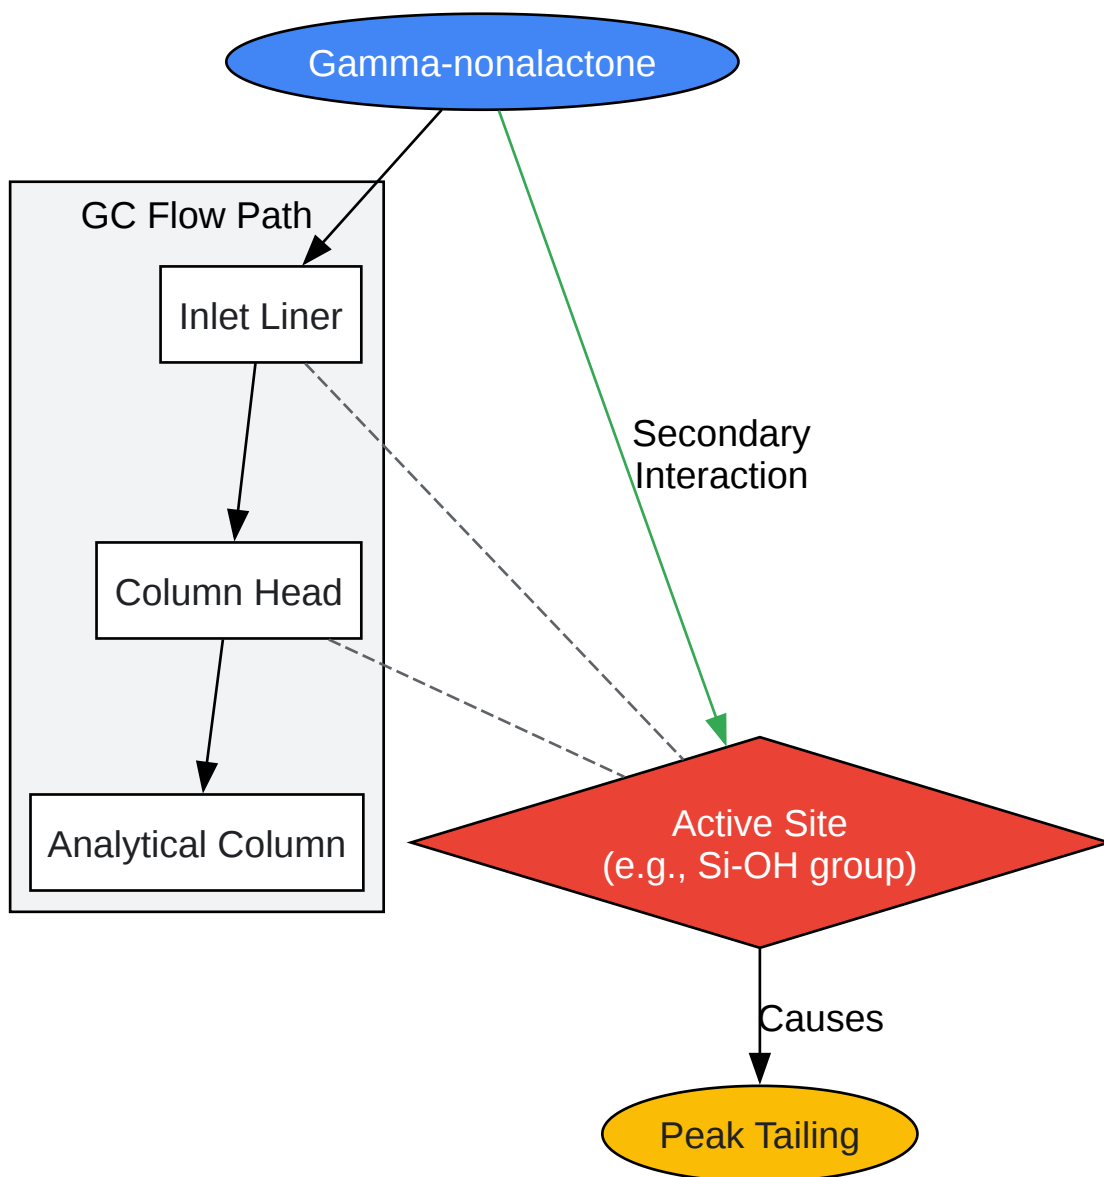 Gamma-nonalactone
GC Flow Path
Inlet Liner
Secondary
Interaction
Column Head
Analytical Column
Active Site
(e.g., Si-OH group)
Causes
Peak Tailing